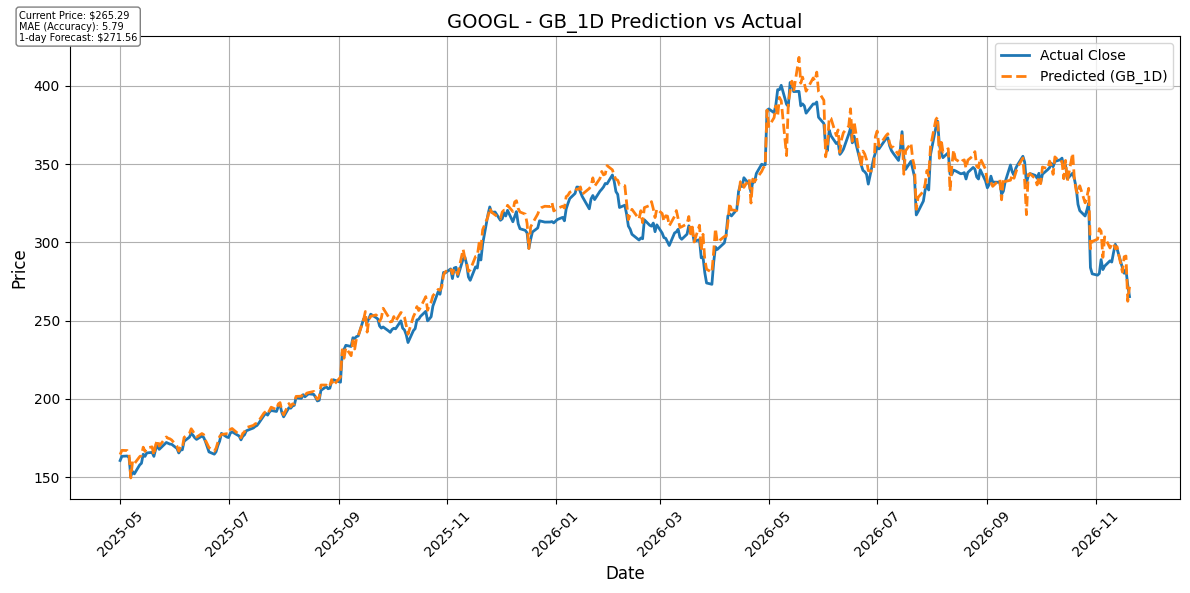 Current Price: $265.29
MAE (Accuracy): 5.79
1-day Forecast: $271.56
GOOGL - GB_1D Prediction vs Actual
Actual Close
Predicted (GB_1D)
Price
400
350
300
250
200
150
2025-05
2025-07
2025-09
2025-11
2026-01
2026-03
2026-05
2026-07
2026-09
2026-11
Date